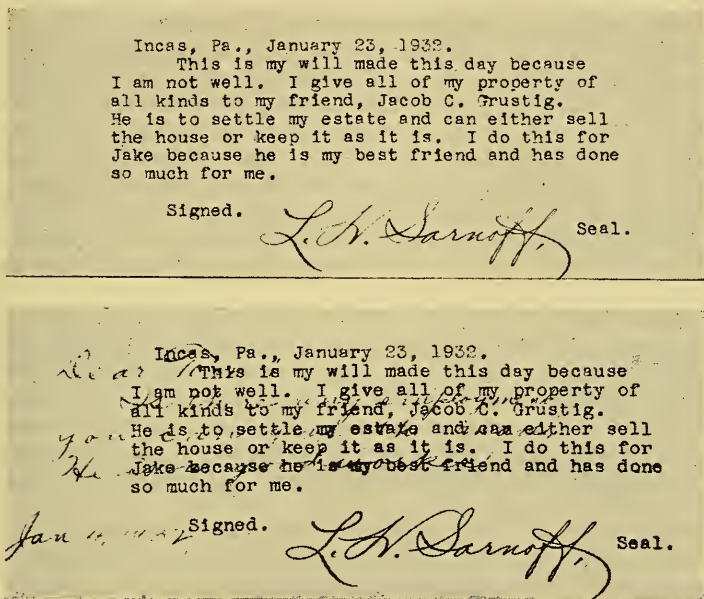 Incas, Pa., January 23, 1932.
This is my will made this day because
I am not well. I give all of my property of
all kinds to my friend, Jacob C. Grustig.
He is to settle my estate and can either sell
the house or keep it as it is. I do this for
Jake because he is my best friend and has done
so much for me.
Signed.
L. W. Sarnoff, Seal.
Incas, Pa., January 23, 1932.
Dear
This is my will made this day because
I am not well. I give all of my property of
all kinds to my friend, Jacob C. Grustig.
you
He is to settle my estate and can either sell
the house or keep it as it is. I do this for
He
Jake because he is my best friend and has done
so much for me.
Jan
Signed.
L. W. Sarnoff, Seal.